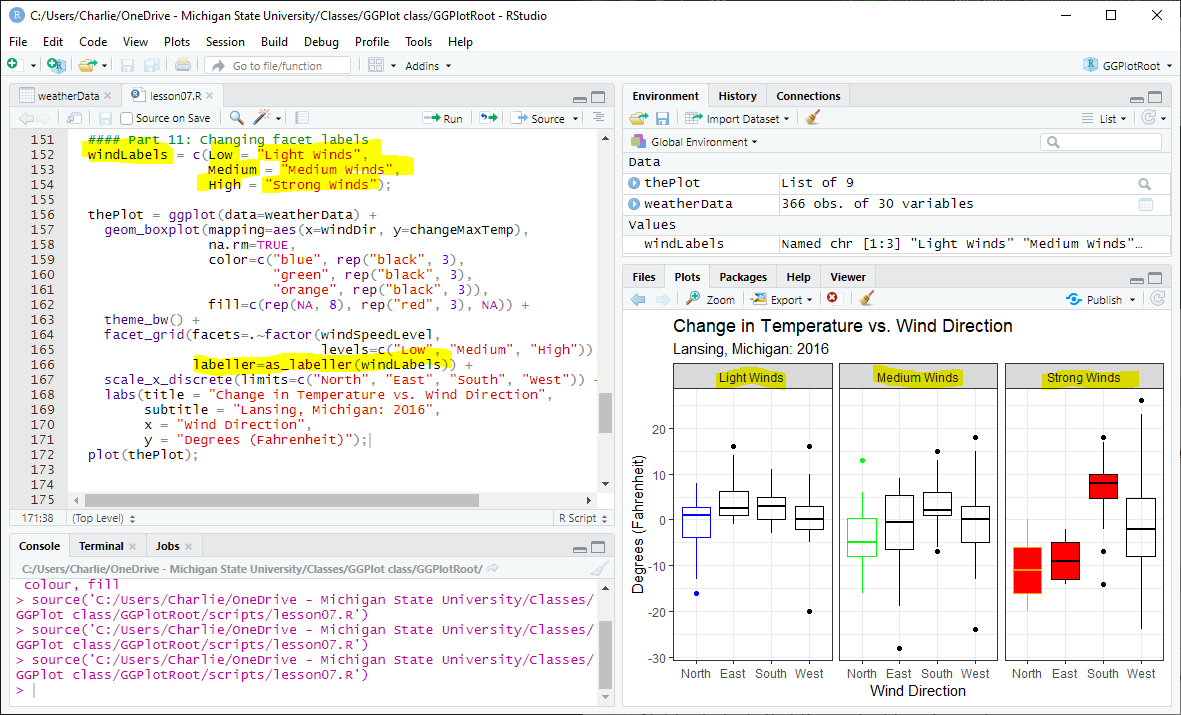 C:/Users/Charlie/OneDrive - Michigan State University/Classes/GGPlot class/GGPlotRoot - RStudio
File Edit Code View Plots Session Build Debug Profile Tools Help
Go to file/function Addins GGPlotRoot
weatherData lesson07.R
Source on Save Run Source
151 #### Part 11: Changing facet labels
152 windLabels = c(Low = "Light Winds",
153 Medium = "Medium Winds",
154 High = "Strong Winds");
155
156 thePlot = ggplot(data=weatherData) +
157 geom_boxplot(mapping=aes(x=windDir, y=changeMaxTemp),
158 na.rm=TRUE,
159 color=c("blue", rep("black", 3),
160 "green", rep("black", 3),
161 "orange", rep("black", 3)),
162 fill=c(rep(NA, 8), rep("red", 3), NA)) +
163 theme_bw() +
164 facet_grid(facets=.~factor(windSpeedLevel,
165 levels=c("Low", "Medium", "High"))
166 labeller=as_labeller(windLabels)) +
167 scale_x_discrete(limits=c("North", "East", "South", "West")) +
168 labs(title = "Change in Temperature vs. Wind Direction",
169 subtitle = "Lansing, Michigan: 2016",
170 x = "Wind Direction",
171 y = "Degrees (Fahrenheit)");
172 plot(thePlot);
173
174
175
171:38 (Top Level) R Script
Console Terminal Jobs
C:/Users/Charlie/OneDrive - Michigan State University/Classes/GGPlot class/GGPlotRoot/
colour, fill
> source('C:/Users/Charlie/OneDrive - Michigan State University/Classes/
GGPlot class/GGPlotRoot/scripts/lesson07.R')
> source('C:/Users/Charlie/OneDrive - Michigan State University/Classes/
GGPlot class/GGPlotRoot/scripts/lesson07.R')
> source('C:/Users/Charlie/OneDrive - Michigan State University/Classes/
GGPlot class/GGPlotRoot/scripts/lesson07.R')
>
Environment History Connections
Import Dataset List
Global Environment
Data
thePlot List of 9
weatherData 366 obs. of 30 variables
Values
windLabels Named chr [1:3] "Light Winds" "Medium Winds"…
Files Plots Packages Help Viewer
Zoom Export Publish
Change in Temperature vs. Wind Direction
Lansing, Michigan: 2016
Light Winds Medium Winds Strong Winds
Degrees (Fahrenheit)
20
10
0
-10
-20
-30
North East South West North East South West North East South West
Wind Direction